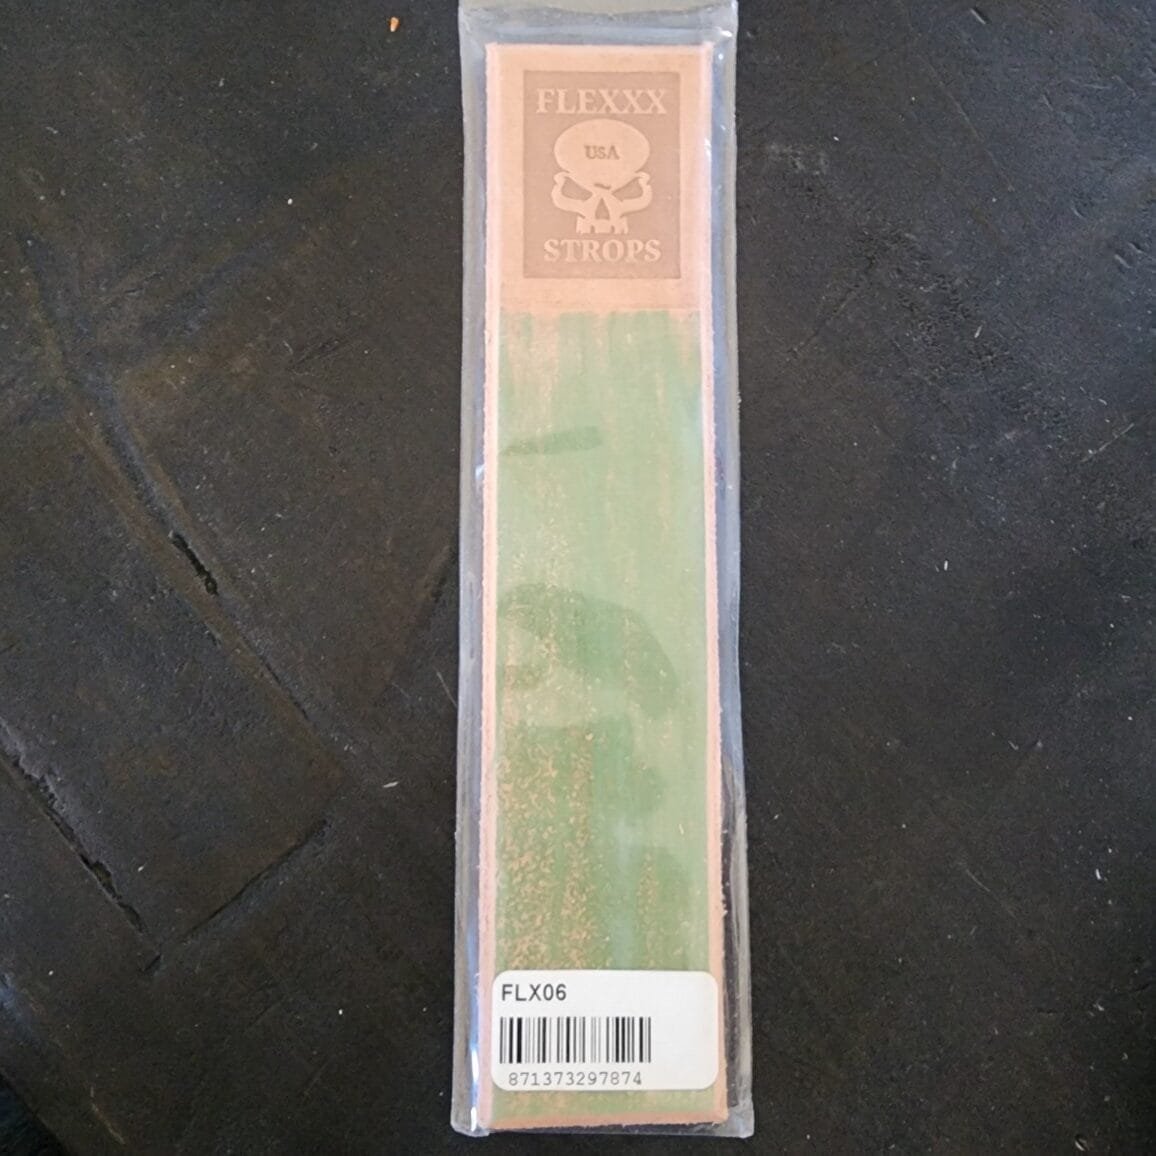 FLEXXX
USA
STROPS
FLX06
871373297874